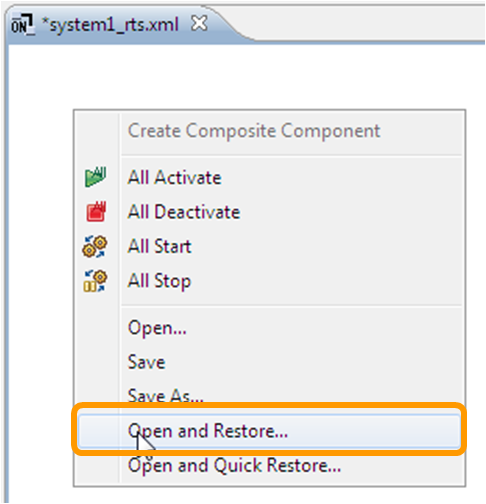 ON *system1_rts.xml
Create Composite Component
All Activate
All Deactivate
All Start
All Stop
Open...
Save
Save As...
Open and Restore...
Open and Quick Restore...